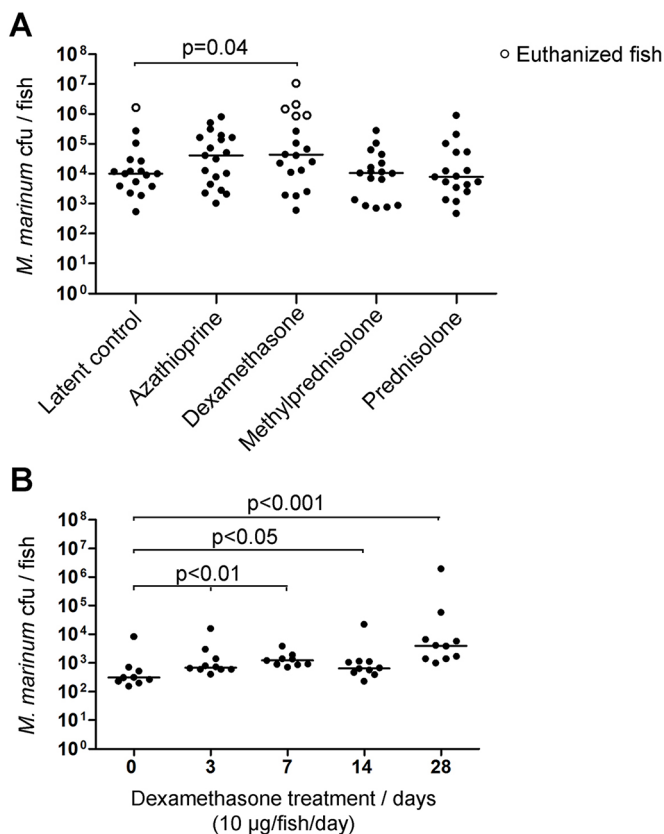 A
p=0.04
Euthanized fish
10⁸
10⁷
10⁶
10⁵
10⁴
10³
10²
10¹
10⁰
M. marinum cfu / fish
Latent control
Azathioprine
Dexamethasone
Methylprednisolone
Prednisolone
B
p<0.001
p<0.05
p<0.01
10⁸
10⁷
10⁶
10⁵
10⁴
10³
10²
10¹
10⁰
M. marinum cfu / fish
0 3 7 14 28
Dexamethasone treatment / days
(10 µg/fish/day)